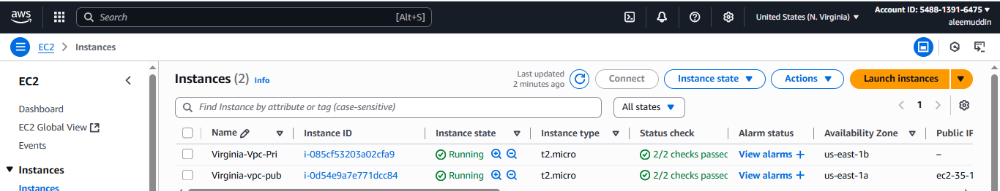 aws
Search [Alt+S]
United States (N. Virginia)
Account ID: 5488-1391-6475
aleemuddin
EC2 > Instances
EC2
Dashboard
EC2 Global View
Events
Instances
Instances
Instances (2) Info
Last updated
2 minutes ago
Connect
Instance state
Actions
Launch instances
Find Instance by attribute or tag (case-sensitive)
All states
1
Name Instance ID Instance state Instance type Status check Alarm status Availability Zone Public IP
Virginia-Vpc-Pri i-085cf53203a02cfa9 Running t2.micro 2/2 checks passec View alarms + us-east-1b –
Virginia-vpc-pub i-0d54e9a7e771dcc84 Running t2.micro 2/2 checks passec View alarms + us-east-1a ec2-35-1